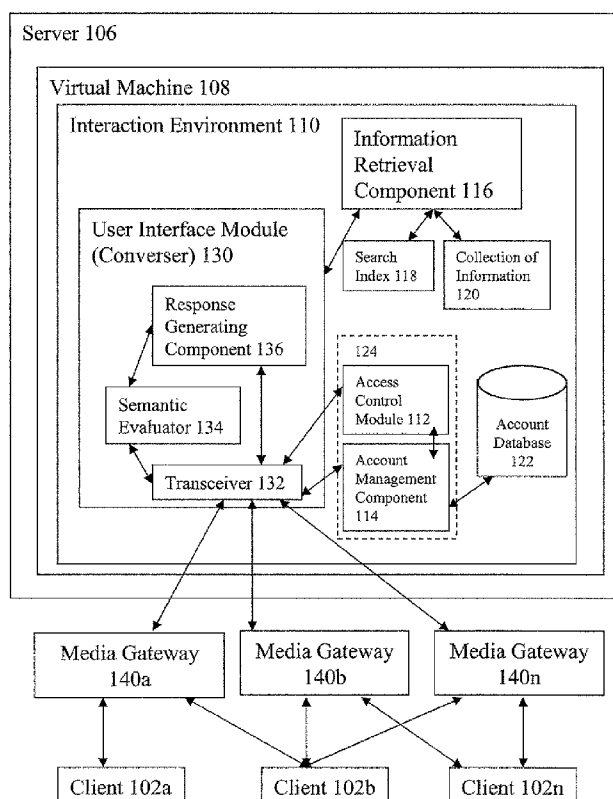 Server 106
Virtual Machine 108
Interaction Environment 110
Information
Retrieval
Component 116
User Interface Module
(Converser) 130
Search
Index 118
Collection of
Information
120
Response
Generating
Component 136
124
Access
Control
Module 112
Semantic
Evaluator 134
Account
Database
122
Account
Management
Component
114
Transceiver 132
Media Gateway
140a
Media Gateway
140b
Media Gateway
140n
Client 102a
Client 102b
Client 102n